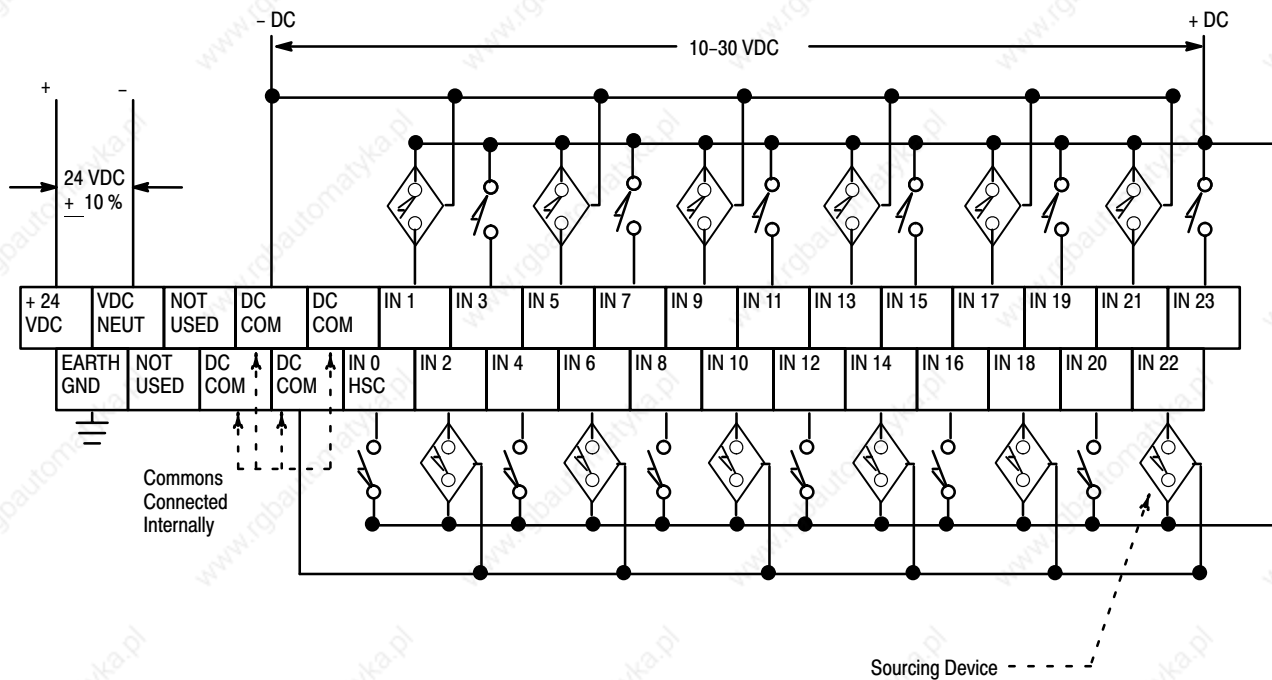 – DC
+ DC
10–30 VDC
+
–
24 VDC
+ 10 %
+ 24
VDC
VDC
NEUT
NOT
USED
DC
COM
DC
COM
IN 1
IN 3
IN 5
IN 7
IN 9
IN 11
IN 13
IN 15
IN 17
IN 19
IN 21
IN 23
EARTH
GND
NOT
USED
DC
COM
DC
COM
IN 0
HSC
IN 2
IN 4
IN 6
IN 8
IN 10
IN 12
IN 14
IN 16
IN 18
IN 20
IN 22
Commons
Connected
Internally
Sourcing Device
www.rgbautomatyka.pl